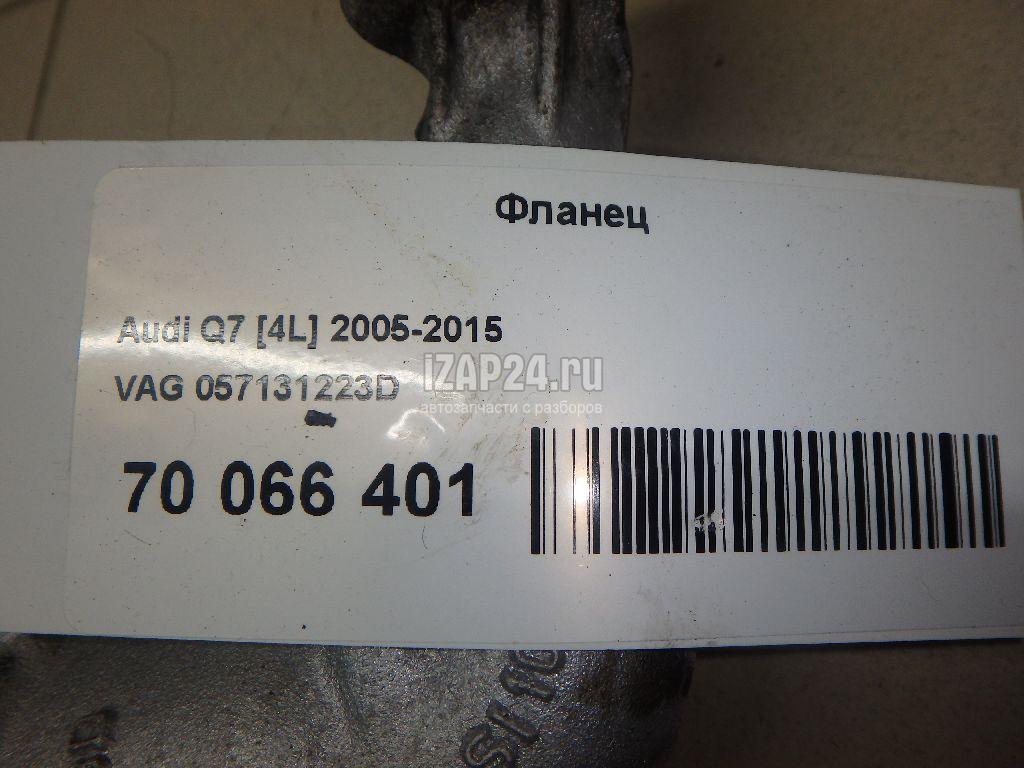 Фланец
Audi Q7 [4L] 2005-2015
VAG 057131223D
iZAP24.ru
автозапчасти с разборов
70 066 401